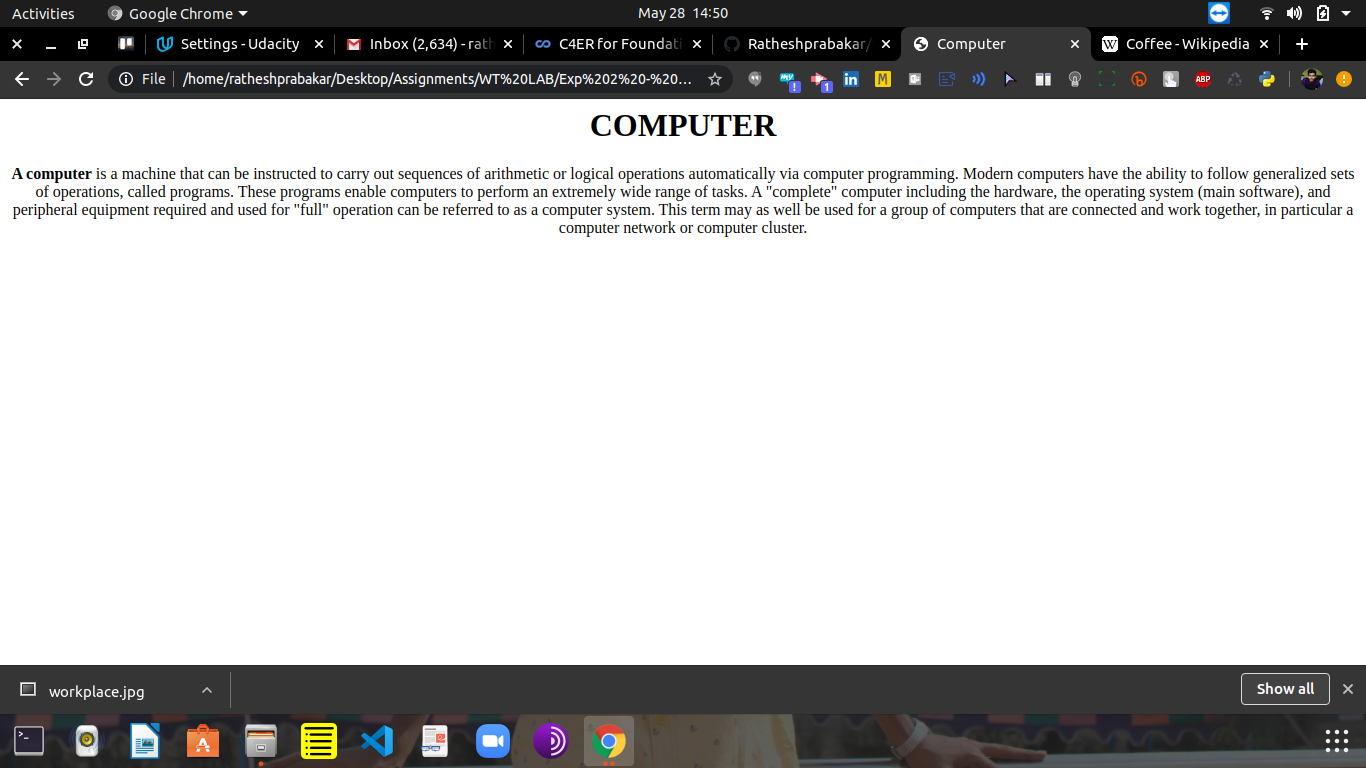 Activities Google Chrome May 28 14:50
Settings - Udacity Inbox (2,634) - rath C4ER for Foundati Ratheshprabakar/ Computer Coffee - Wikipedia
File /home/ratheshprabakar/Desktop/Assignments/WT%20LAB/Exp%202%20-%20...
COMPUTER
A computer is a machine that can be instructed to carry out sequences of arithmetic or logical operations automatically via computer programming. Modern computers have the ability to follow generalized sets
of operations, called programs. These programs enable computers to perform an extremely wide range of tasks. A "complete" computer including the hardware, the operating system (main software), and
peripheral equipment required and used for "full" operation can be referred to as a computer system. This term may as well be used for a group of computers that are connected and work together, in particular a
computer network or computer cluster.
workplace.jpg Show all